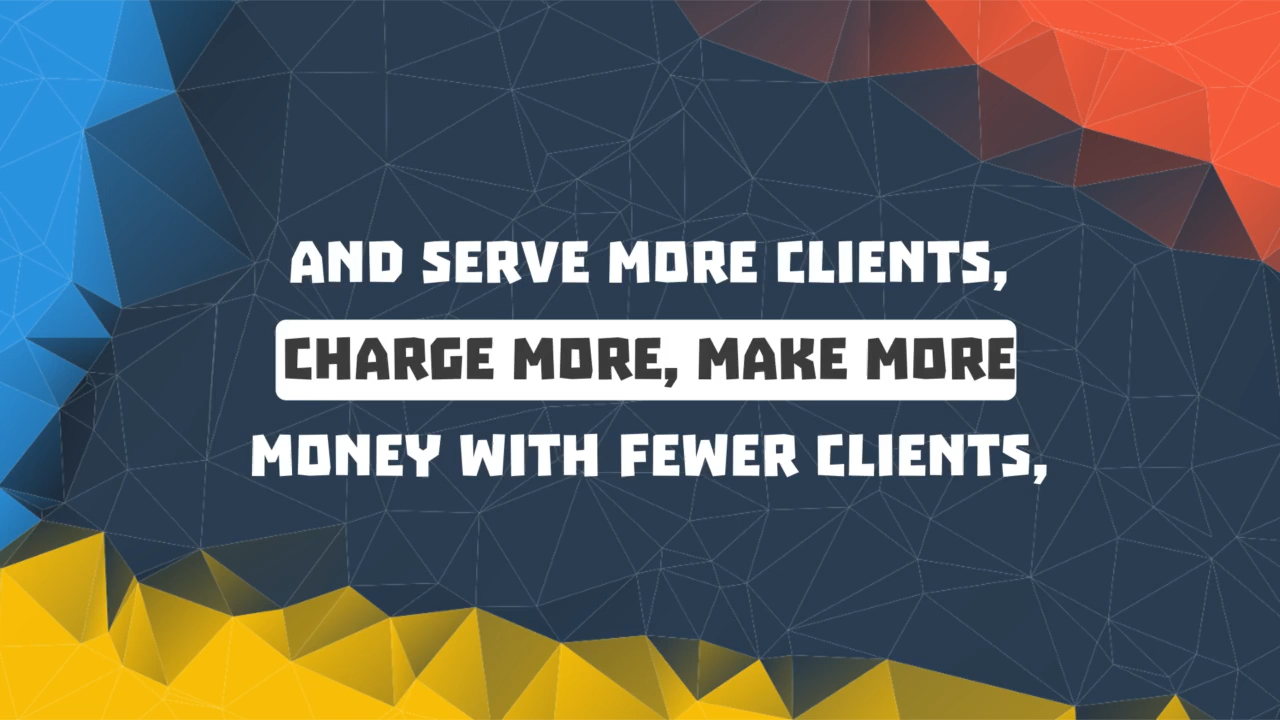 AND SERVE MORE CLIENTS,
CHARGE MORE, MAKE MORE
MONEY WITH FEWER CLIENTS,